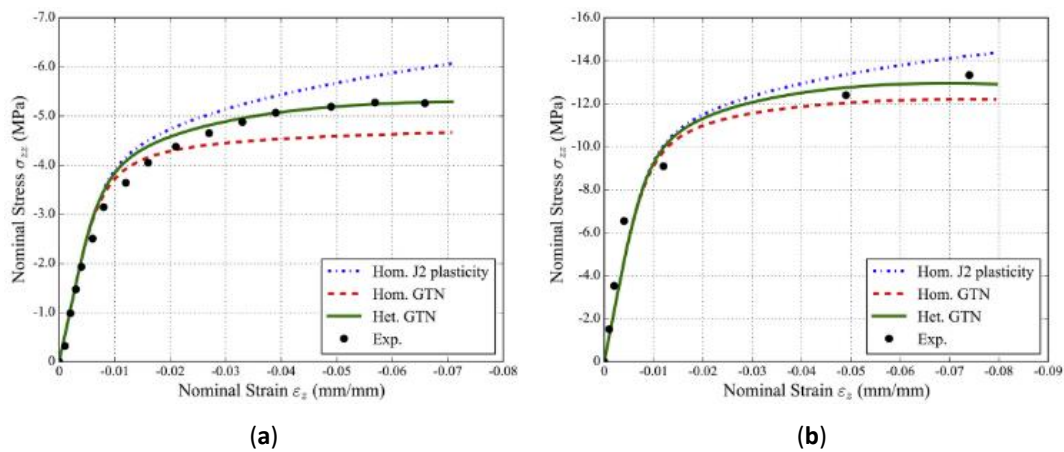 -7.0
-6.0
-5.0
-4.0
-3.0
-2.0
-1.0
0
0 -0.01 -0.02 -0.03 -0.04 -0.05 -0.06 -0.07 -0.08
Nominal Stress σzz (MPa)
Nominal Strain εz (mm/mm)
Hom. J2 plasticity
Hom. GTN
Het. GTN
Exp.
(a)
-16.0
-14.0
-12.0
-10.0
-8.0
-6.0
-4.0
-2.0
0
0 -0.01 -0.02 -0.03 -0.04 -0.05 -0.06 -0.07 -0.08 -0.09
Nominal Stress σzz (MPa)
Nominal Strain εz (mm/mm)
Hom. J2 plasticity
Hom. GTN
Het. GTN
Exp.
(b)